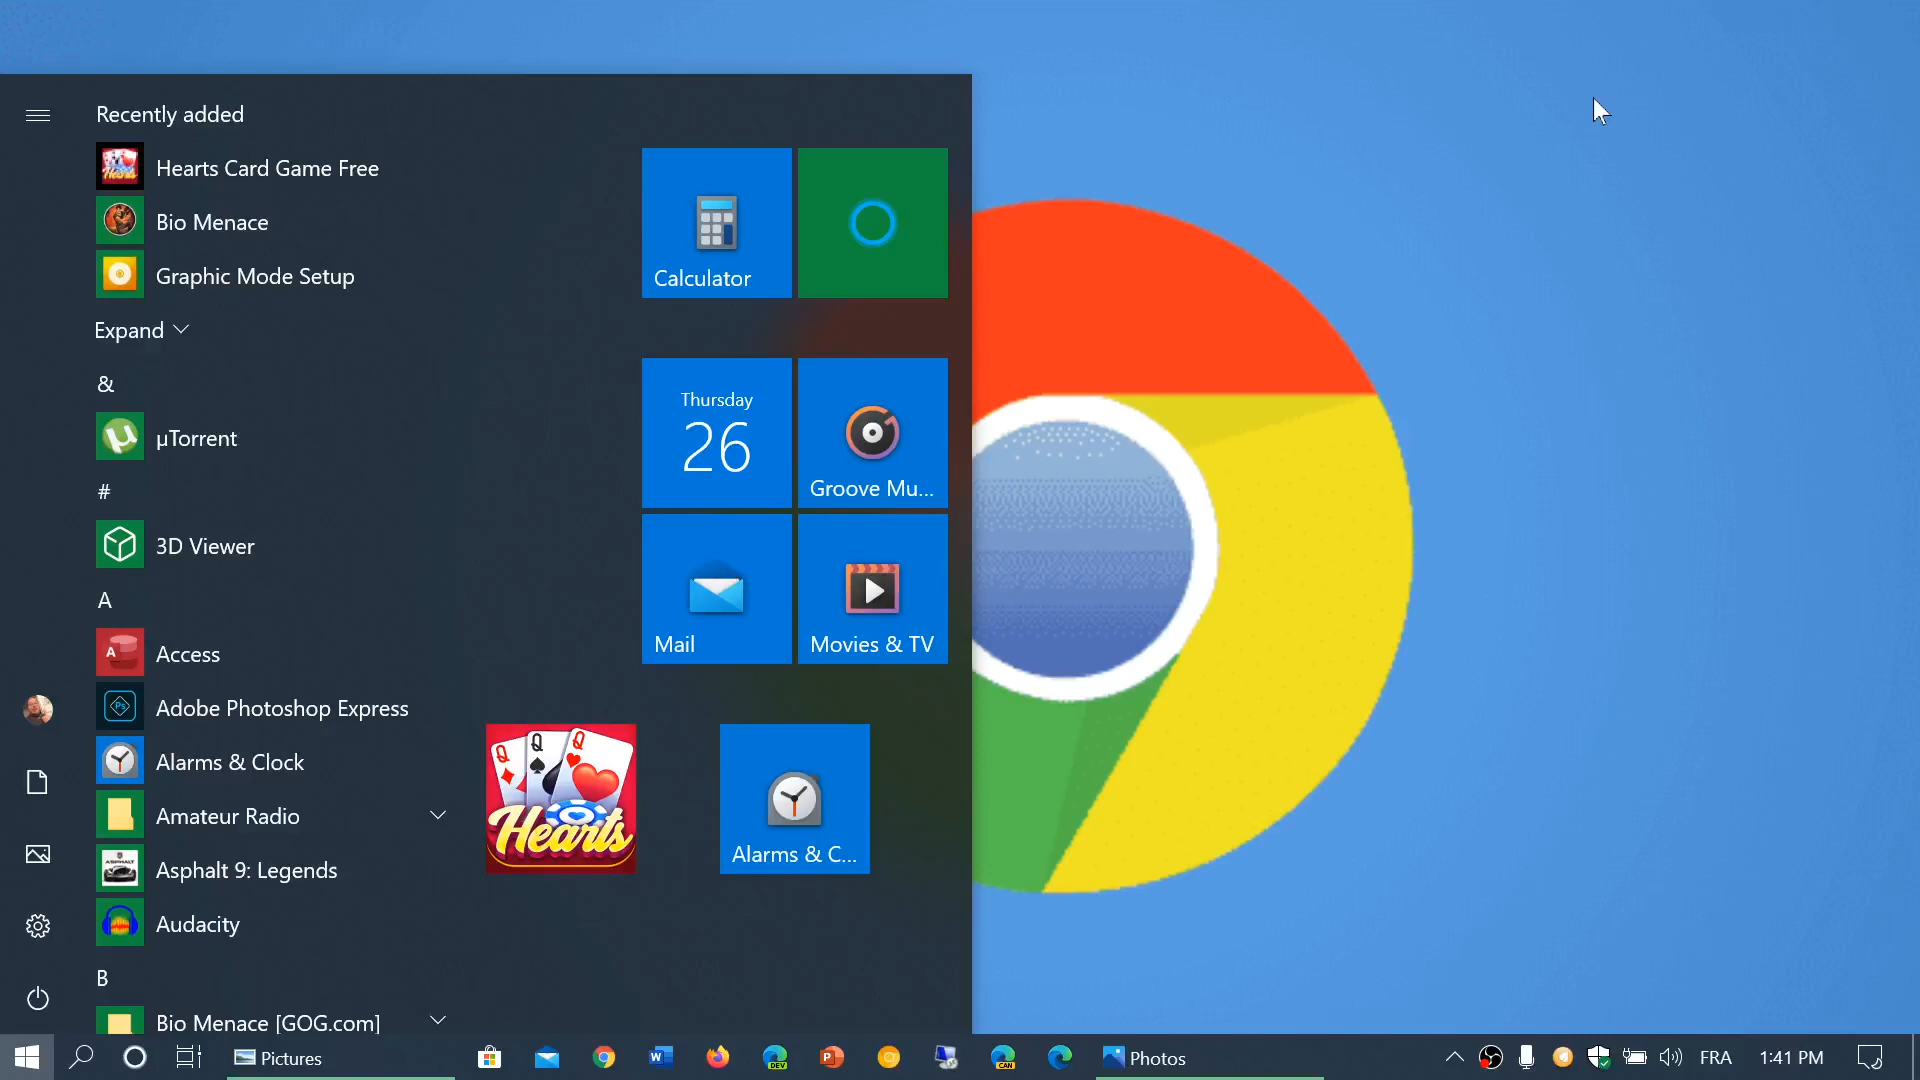 Recently added
Hearts Card Game Free
Bio Menace
Graphic Mode Setup
Expand
&
µTorrent
#
3D Viewer
A
Access
Adobe Photoshop Express
Alarms & Clock
Amateur Radio
Asphalt 9: Legends
Audacity
B
Bio Menace [GOG.com]
Calculator
Thursday
26
Groove Mu...
Mail
Movies & TV
Hearts
Alarms & C...
Pictures
DEV
CAN
Photos
FRA
1:41 PM